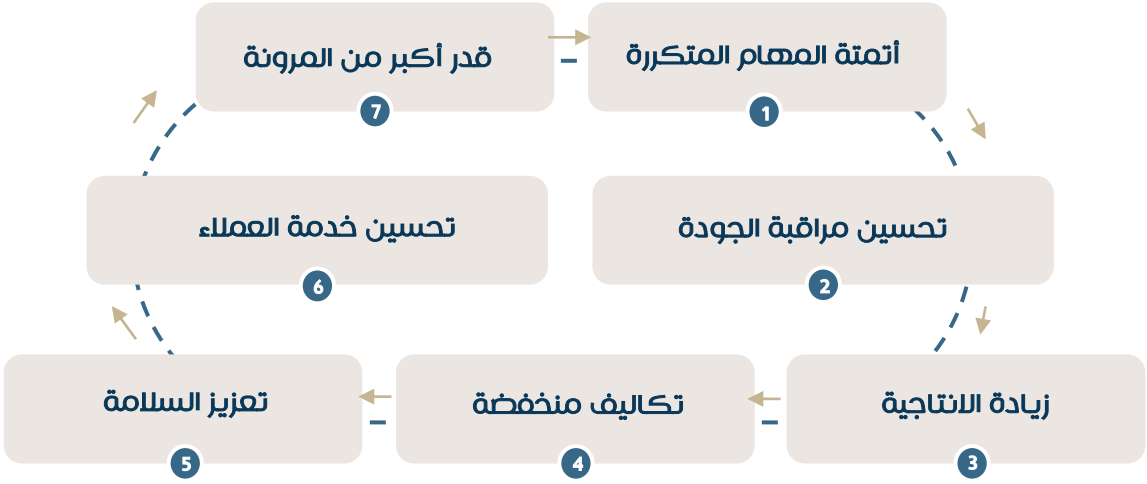 أتمتة المهام المتكررة
1
تحسين مراقبة الجودة
2
زيادة الانتاجية
3
تكاليف منخفضة
4
تعزيز السلامة
5
تحسين خدمة العملاء
6
قدر أكبر من المرونة
7